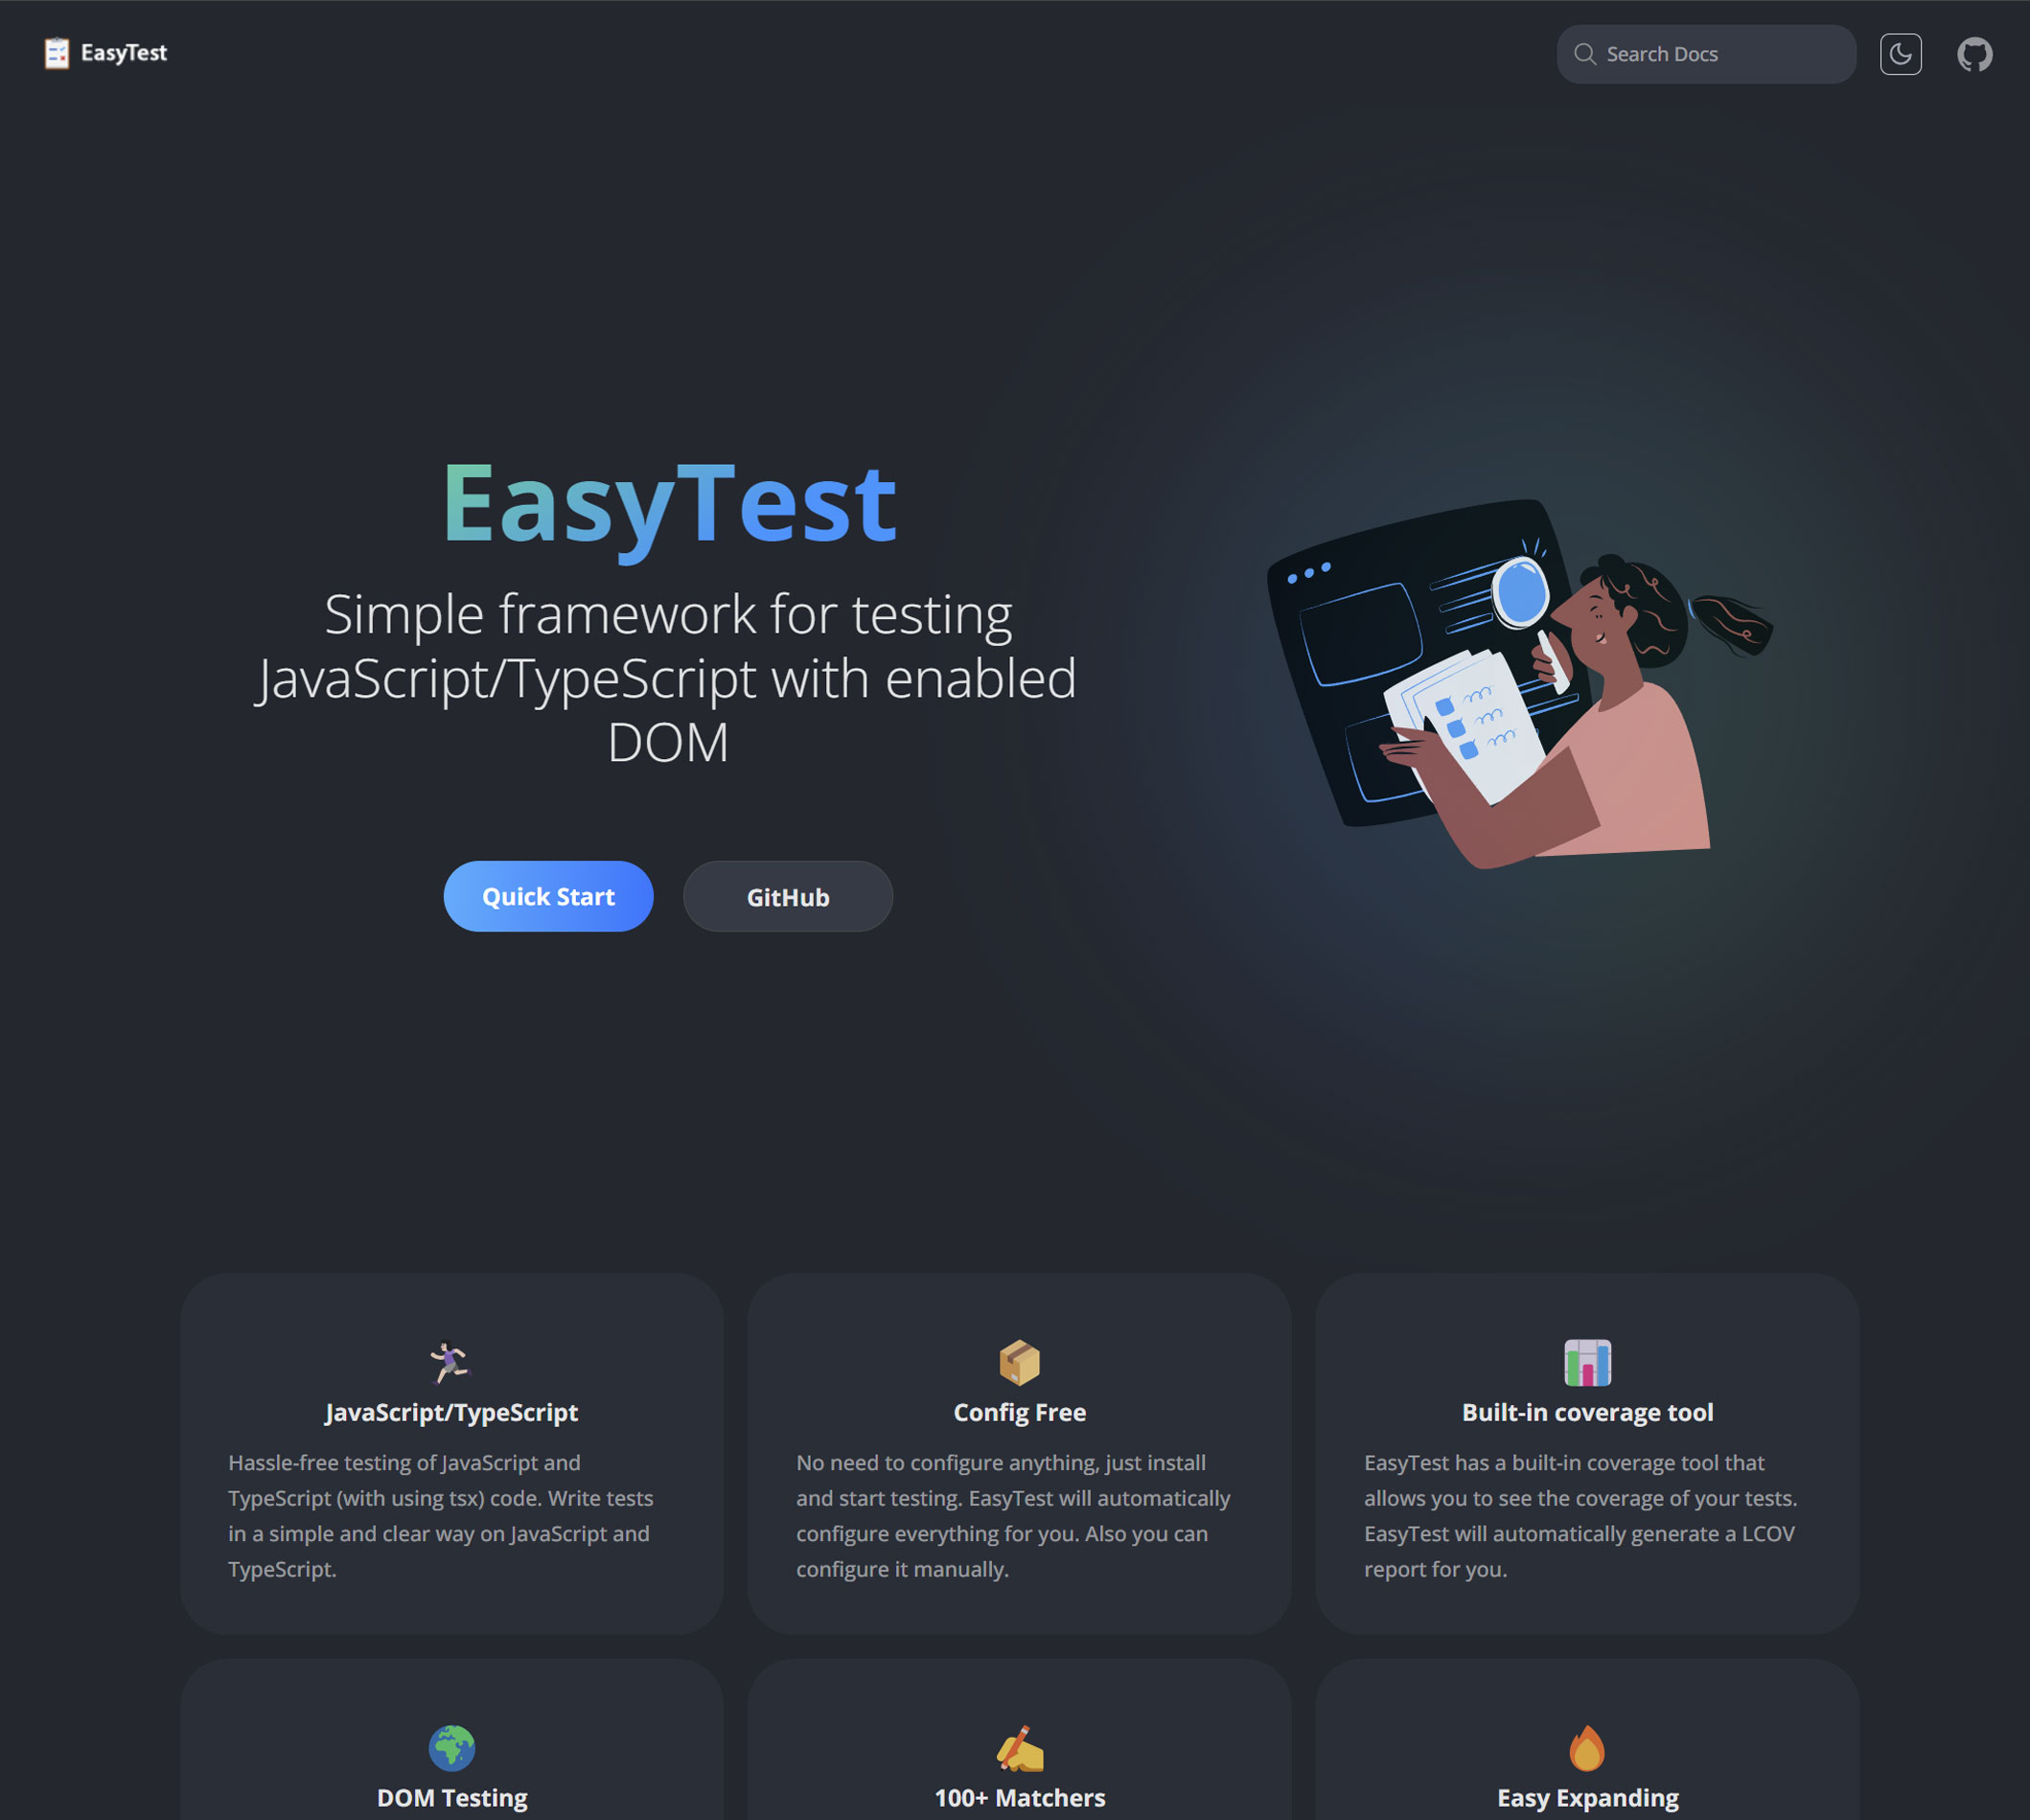 EasyTest
Search Docs
EasyTest
Simple framework for testing
JavaScript/TypeScript with enabled
DOM
Quick Start
GitHub
JavaScript/TypeScript
Hassle-free testing of JavaScript and
TypeScript (with using tsx) code. Write tests
in a simple and clear way on JavaScript and
TypeScript.
Config Free
No need to configure anything, just install
and start testing. EasyTest will automatically
configure everything for you. Also you can
configure it manually.
Built-in coverage tool
EasyTest has a built-in coverage tool that
allows you to see the coverage of your tests.
EasyTest will automatically generate a LCOV
report for you.
DOM Testing
100+ Matchers
Easy Expanding